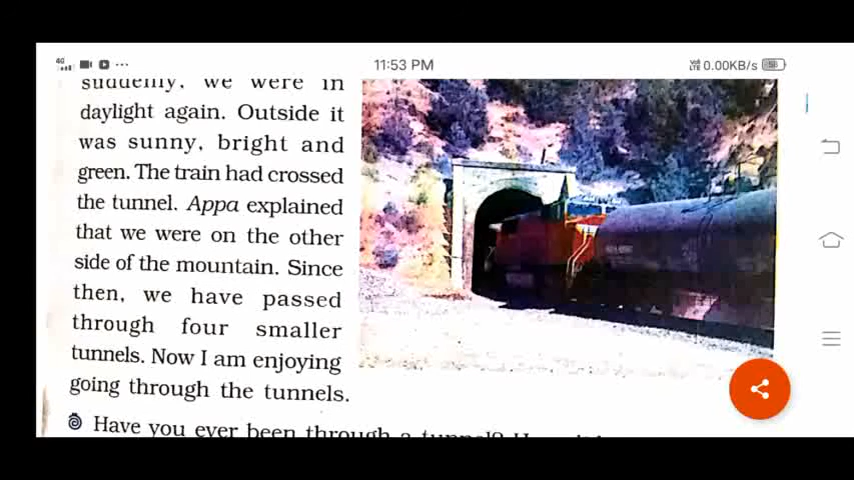 4G
11:53 PM
0.00KB/s
58
suddenly, we were in
daylight again. Outside it
was sunny, bright and
green. The train had crossed
the tunnel. Appa explained
that we were on the other
side of the mountain. Since
then, we have passed
through four smaller
tunnels. Now I am enjoying
going through the tunnels.
Have you ever been through a tunnel?